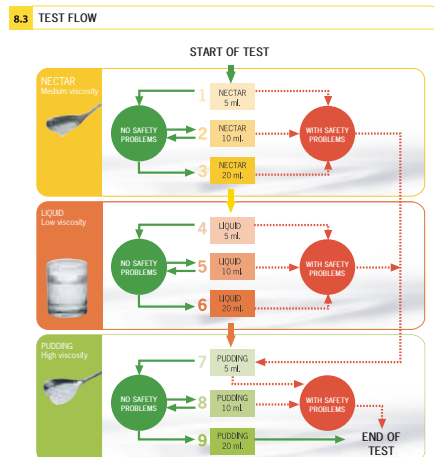 8.3 TEST FLOW
START OF TEST
NECTAR
Medium viscosity
NO SAFETY
PROBLEMS
1 NECTAR
5 ml.
2 NECTAR
10 ml.
3 NECTAR
20 ml.
WITH SAFETY
PROBLEMS
LIQUID
Low viscosity
NO SAFETY
PROBLEMS
4 LIQUID
5 ml.
5 LIQUID
10 ml.
6 LIQUID
20 ml.
WITH SAFETY
PROBLEMS
PUDDING
High viscosity
NO SAFETY
PROBLEMS
7 PUDDING
5 ml.
8 PUDDING
10 ml.
9 PUDDING
20 ml.
WITH SAFETY
PROBLEMS
END OF
TEST